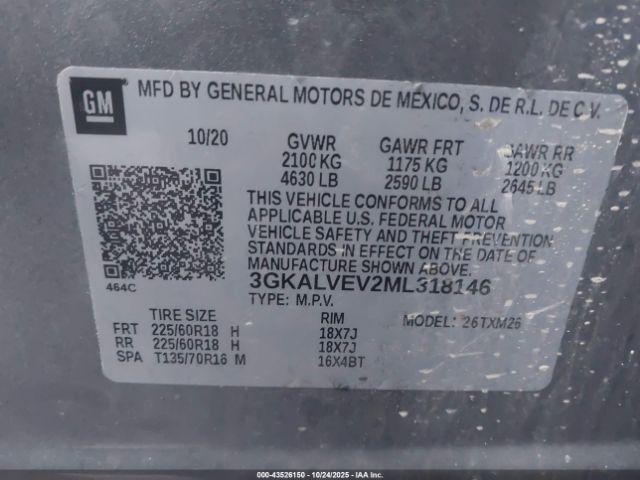 GM
MFD BY GENERAL MOTORS DE MÉXICO, S. DE R.L. DE C.V.
10/20 GVWR GAWR FRT GAWR RR
2100 KG 1175 KG 1200 KG
4630 LB 2590 LB 2645 LB
THIS VEHICLE CONFORMS TO ALL
APPLICABLE U.S. FEDERAL MOTOR
VEHICLE SAFETY AND THEFT PREVENTION
STANDARDS IN EFFECT ON THE DATE OF
MANUFACTURE SHOWN ABOVE.
464C
3GKALVEV2ML318146
TYPE: M.P.V. MODEL: 26TXM26
TIRE SIZE RIM
FRT 225/60R18 H 18X7J
RR 225/60R18 H 18X7J
SPA T135/70R16 M 16X4BT
000-43526150 - 10/24/2025 - IAAI.COM